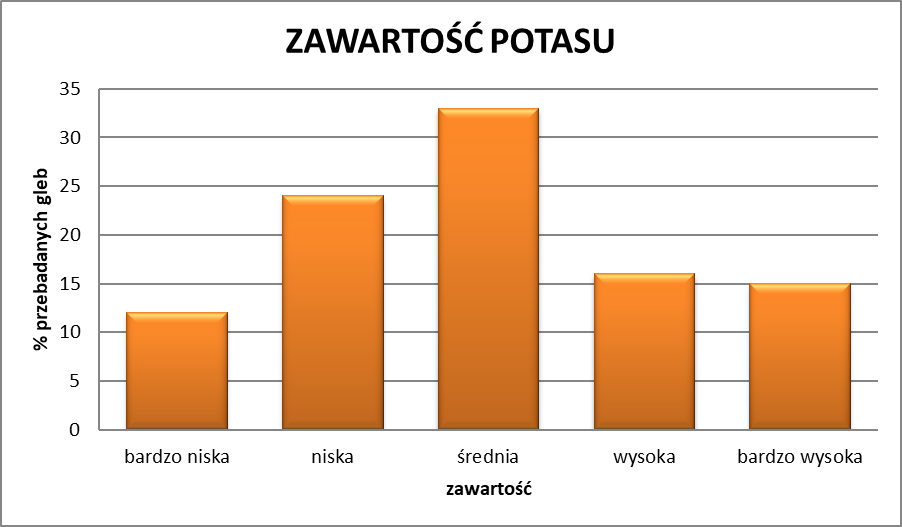 ZAWARTOŚĆ POTASU
% przebadanych gleb
35
30
25
20
15
10
5
0
bardzo niska niska średnia wysoka bardzo wysoka
zawartość